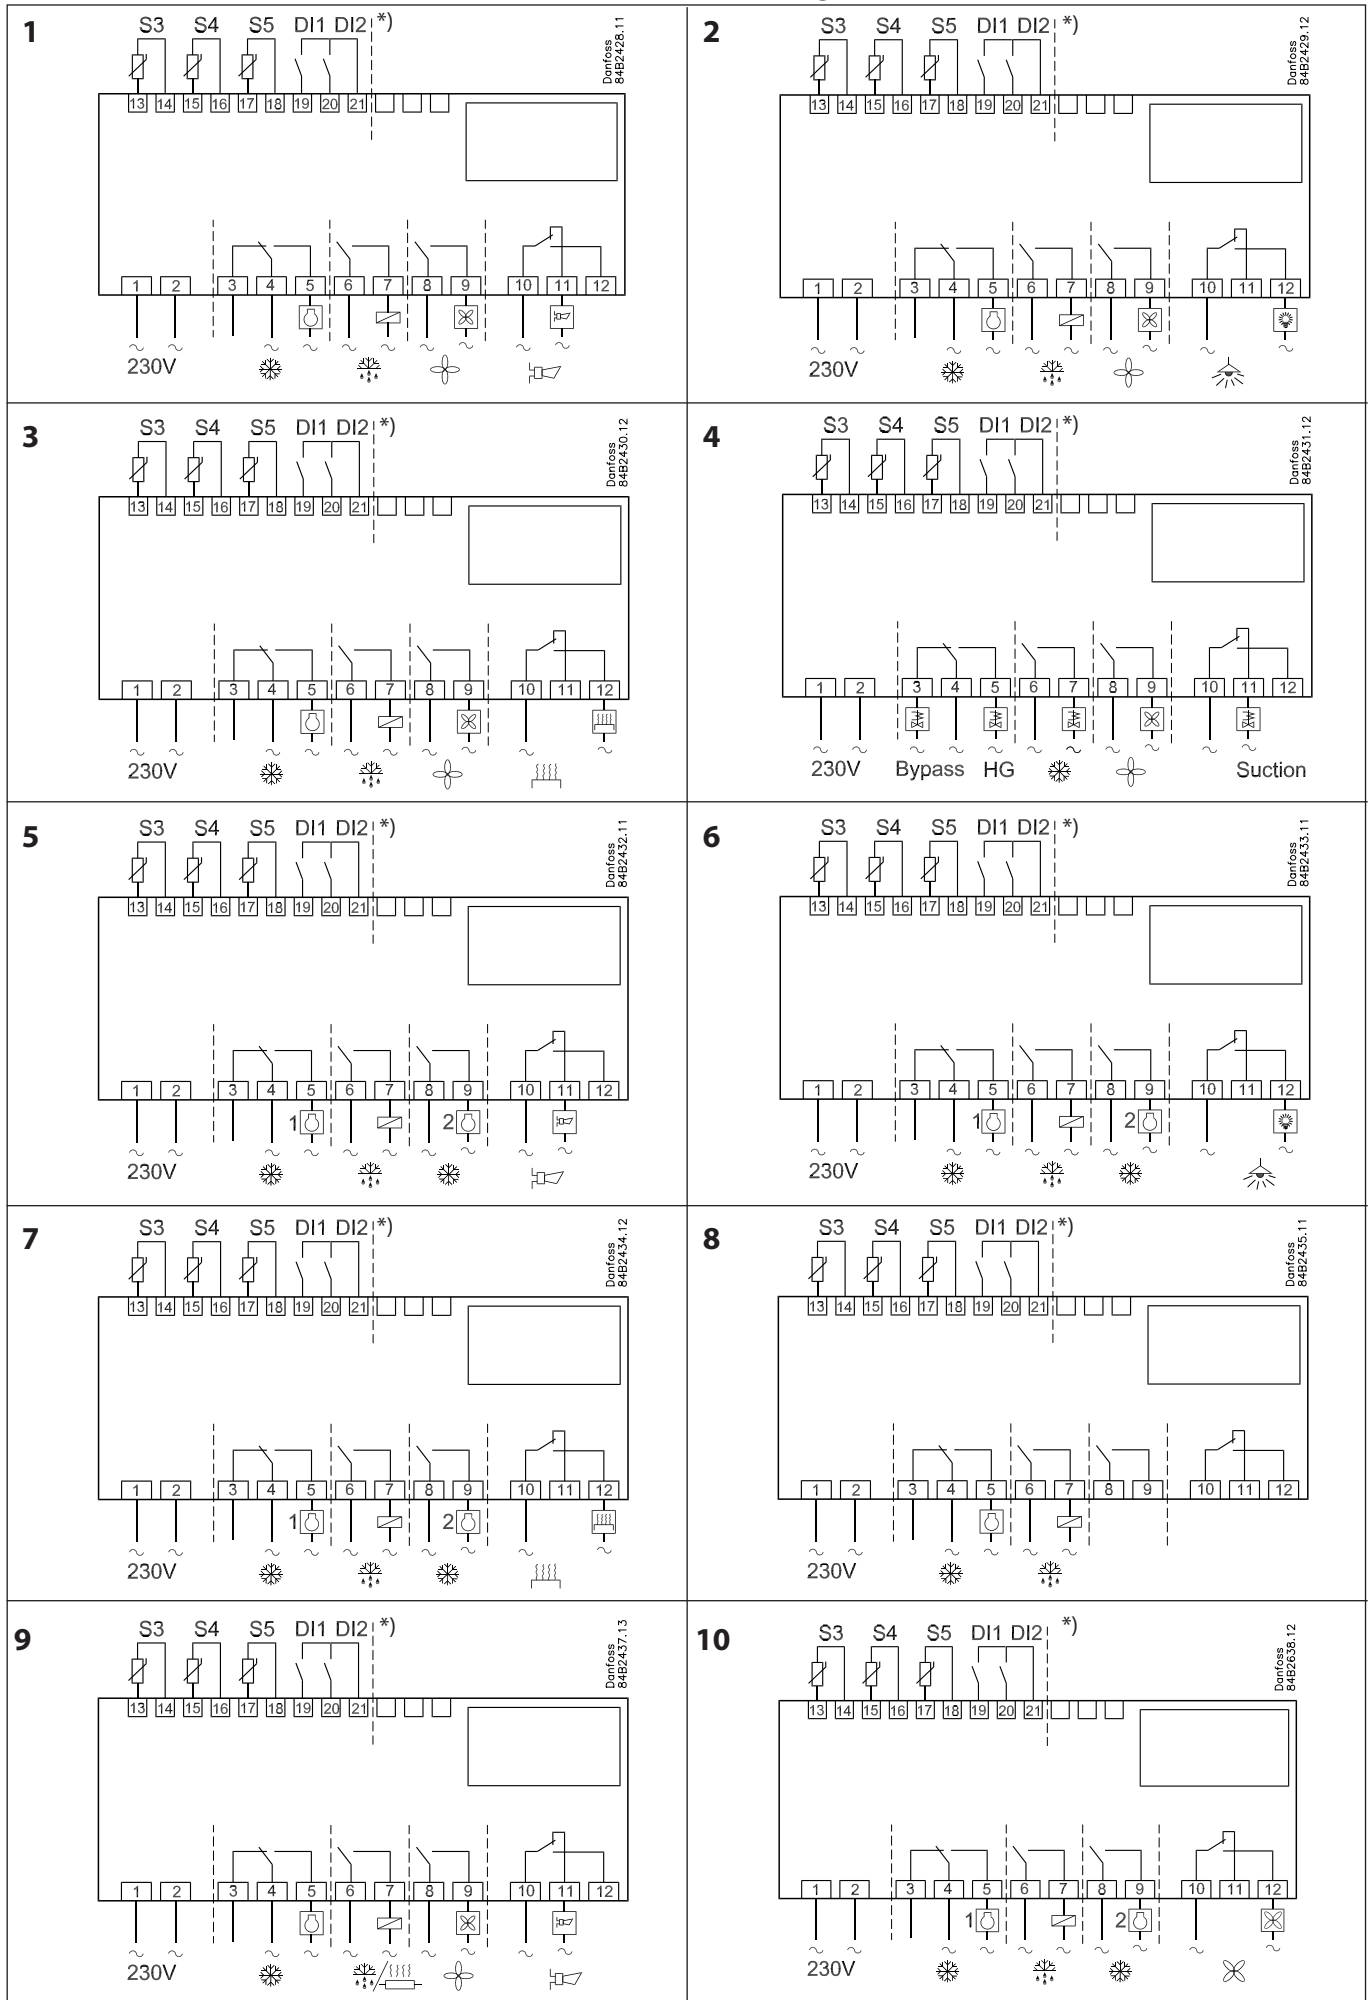 1
S3 S4 S5 DI1 DI2 *)
Danfoss
84B2428.11
13 14 15 16 17 18 19 20 21
1 2 3 4 5 6 7 8 9 10 11 12
230V
2
S3 S4 S5 DI1 DI2 *)
Danfoss
84B2429.12
13 14 15 16 17 18 19 20 21
1 2 3 4 5 6 7 8 9 10 11 12
230V
3
S3 S4 S5 DI1 DI2 *)
Danfoss
84B2430.12
13 14 15 16 17 18 19 20 21
1 2 3 4 5 6 7 8 9 10 11 12
230V
4
S3 S4 S5 DI1 DI2 *)
Danfoss
84B2431.12
13 14 15 16 17 18 19 20 21
1 2 3 4 5 6 7 8 9 10 11 12
230V Bypass HG Suction
5
S3 S4 S5 DI1 DI2 *)
Danfoss
84B2432.11
13 14 15 16 17 18 19 20 21
1 2 3 4 5 6 7 8 9 10 11 12
1 2
230V
6
S3 S4 S5 DI1 DI2 *)
Danfoss
84B2433.11
13 14 15 16 17 18 19 20 21
1 2 3 4 5 6 7 8 9 10 11 12
1 2
230V
7
S3 S4 S5 DI1 DI2 *)
Danfoss
84B2434.12
13 14 15 16 17 18 19 20 21
1 2 3 4 5 6 7 8 9 10 11 12
1 2
230V
8
S3 S4 S5 DI1 DI2 *)
Danfoss
84B2435.11
13 14 15 16 17 18 19 20 21
1 2 3 4 5 6 7 8 9 10 11 12
230V
9
S3 S4 S5 DI1 DI2 *)
Danfoss
84B2437.13
13 14 15 16 17 18 19 20 21
1 2 3 4 5 6 7 8 9 10 11 12
230V
10
S3 S4 S5 DI1 DI2 *)
Danfoss
84B2638.12
13 14 15 16 17 18 19 20 21
1 2 3 4 5 6 7 8 9 10 11 12
1 2
230V